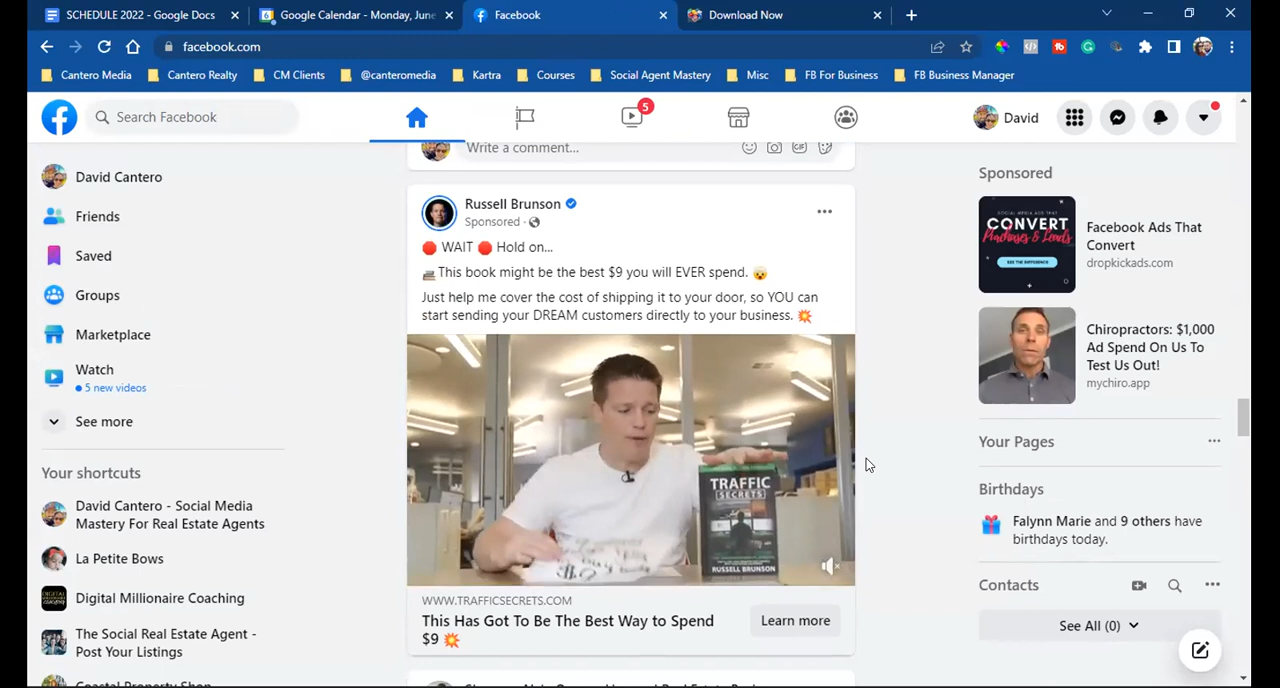 SCHEDULE 2022 - Google Docs
Google Calendar - Monday, June
Facebook
Download Now
facebook.com
Cantero Media
Cantero Realty
CM Clients
@canteromedia
Kartra
Courses
Social Agent Mastery
Misc
FB For Business
FB Business Manager
Search Facebook
5
David
David Cantero
Friends
Saved
Groups
Marketplace
Watch
5 new videos
See more
Your shortcuts
David Cantero - Social Media
Mastery For Real Estate Agents
La Petite Bows
Digital Millionaire Coaching
The Social Real Estate Agent -
Post Your Listings
Write a comment...
GIF
Russell Brunson
Sponsored ·
🛑 WAIT 🛑 Hold on...
This book might be the best $9 you will EVER spend. 🤯
Just help me cover the cost of shipping it to your door, so YOU can
start sending your DREAM customers directly to your business. 💥
TRAFFIC
SECRETS
RUSSELL BRUNSON
WWW.TRAFFICSECRETS.COM
This Has Got To Be The Best Way to Spend
$9 💥
Learn more
Sponsored
CONVERT
Facebook Ads That
Convert
dropkickads.com
Chiropractors: $1,000
Ad Spend On Us To
Test Us Out!
mychiro.app
Your Pages
Birthdays
Falynn Marie and 9 others have
birthdays today.
Contacts
See All (0)